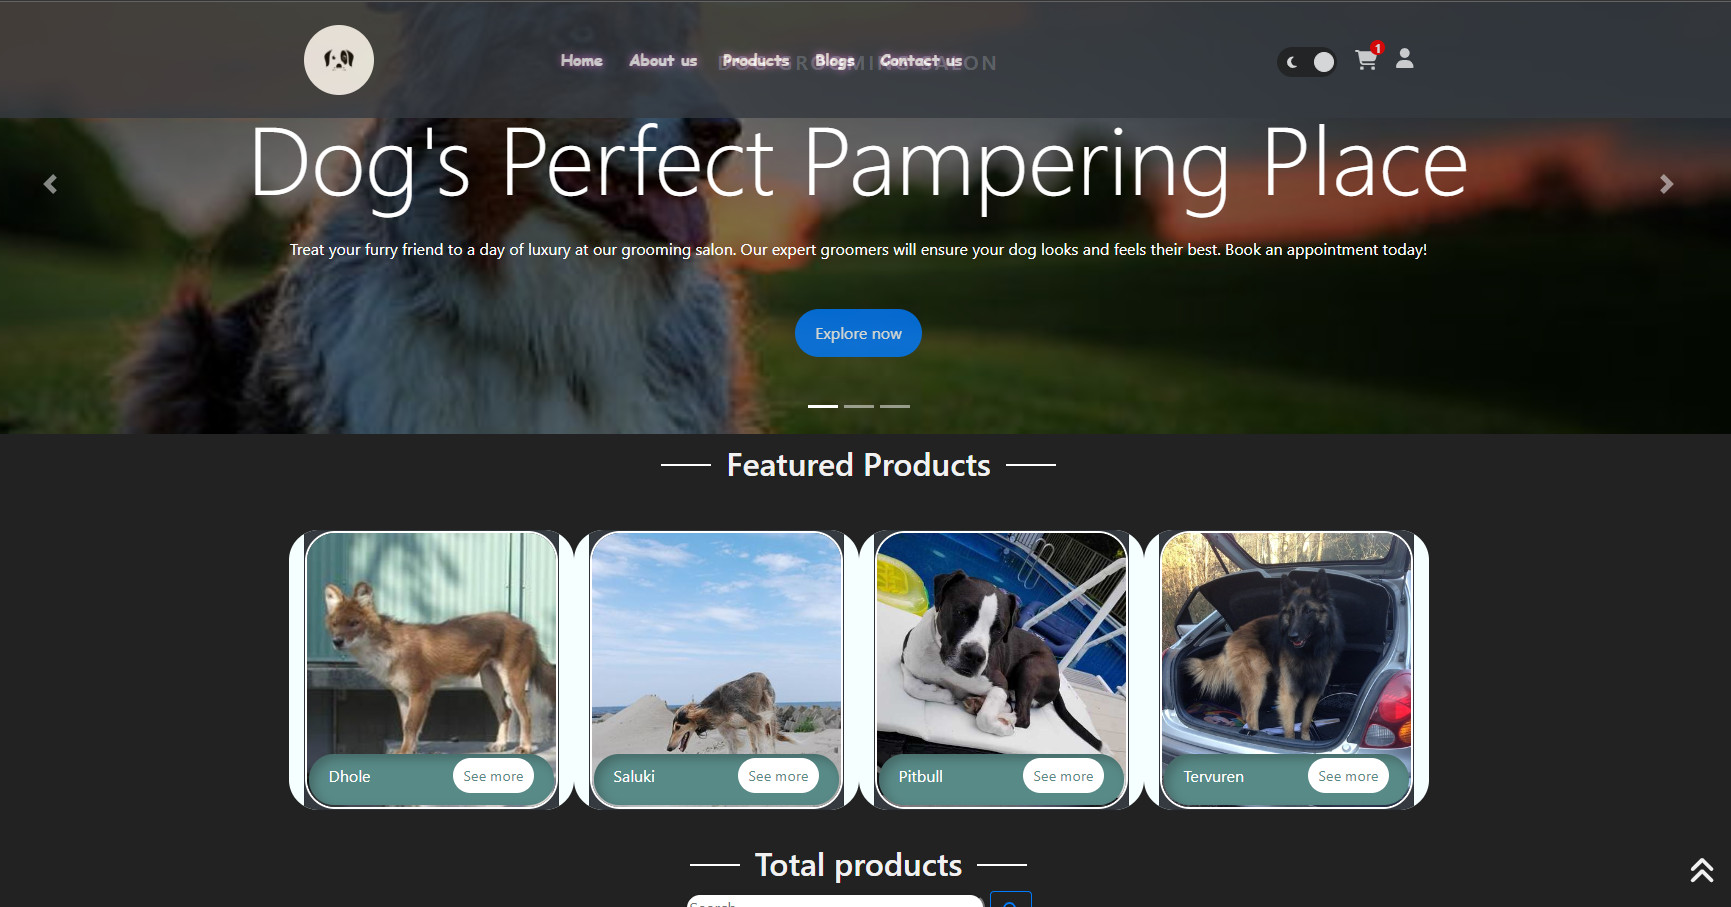 Home About us Products Blogs Contact us
1
DOG GROOMING SALON
Dog's Perfect Pampering Place
Treat your furry friend to a day of luxury at our grooming salon. Our expert groomers will ensure your dog looks and feels their best. Book an appointment today!
Explore now
Featured Products
Dhole See more
Saluki See more
Pitbull See more
Tervuren See more
Total products
Search